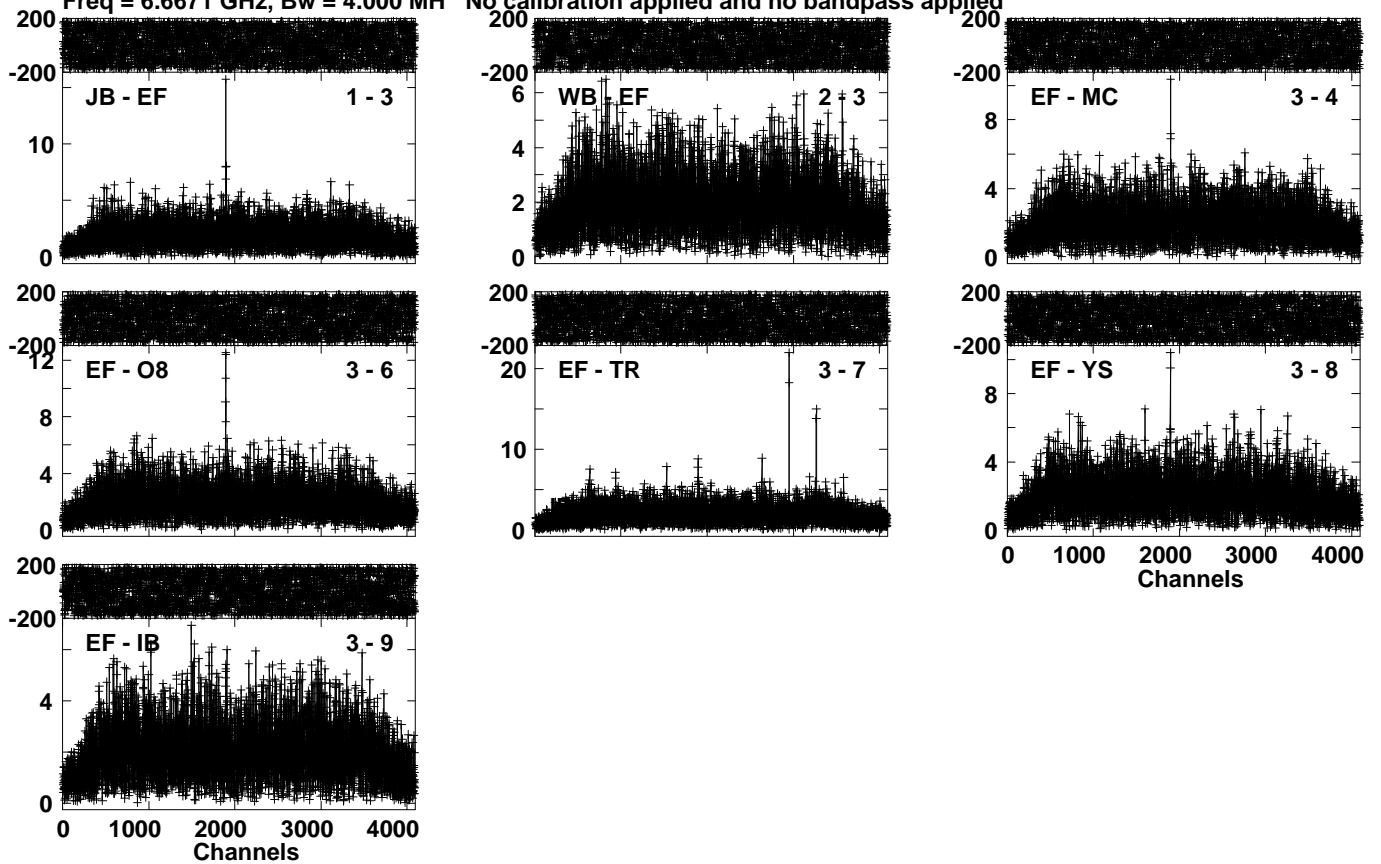 Freq = 6.6671 GHz, Bw = 4.000 MH No calibration applied and no bandpass applied
200 200 200
-200 -200 -200
JB - EF 1 - 3 WB - EF 2 - 3 EF - MC 3 - 4
10 6 8
4 4
2
0 0 0
200 200 200
-200 -200 -200
12 EF - O8 3 - 6 20 EF - TR 3 - 7 EF - YS 3 - 8
8 10 8
4 4
0 0 0
0 1000 2000 3000 4000
Channels
200
-200
EF - IB 3 - 9
4
0
0 1000 2000 3000 4000
Channels